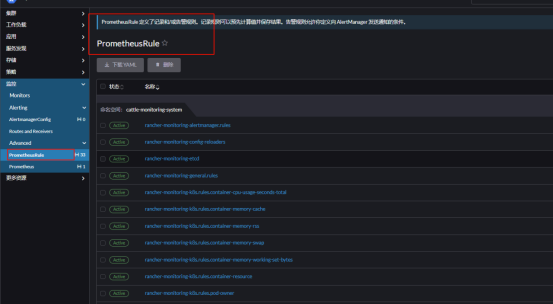 集群
工作负载
应用
服务发现
存储
策略
监控
Monitors
Alerting
AlertmanagerConfig 0
Routes and Receivers
Advanced
PrometheusRule 33
Prometheus 1
更多资源
PrometheusRule 定义了记录和/或告警规则。记录规则可以预先计算值并保存结果。告警规则允许你定义何时向 AlertManager 发送通知的条件。
PrometheusRule
下载 YAML
删除
状态
名称
命名空间: cattle-monitoring-system
Active rancher-monitoring-alertmanager.rules
Active rancher-monitoring-config-reloaders
Active rancher-monitoring-etcd
Active rancher-monitoring-general.rules
Active rancher-monitoring-k8s.rules.container-cpu-usage-seconds-total
Active rancher-monitoring-k8s.rules.container-memory-cache
Active rancher-monitoring-k8s.rules.container-memory-rss
Active rancher-monitoring-k8s.rules.container-memory-swap
Active rancher-monitoring-k8s.rules.container-memory-working-set-bytes
Active rancher-monitoring-k8s.rules.container-resource
Active rancher-monitoring-k8s.rules.pod-owner